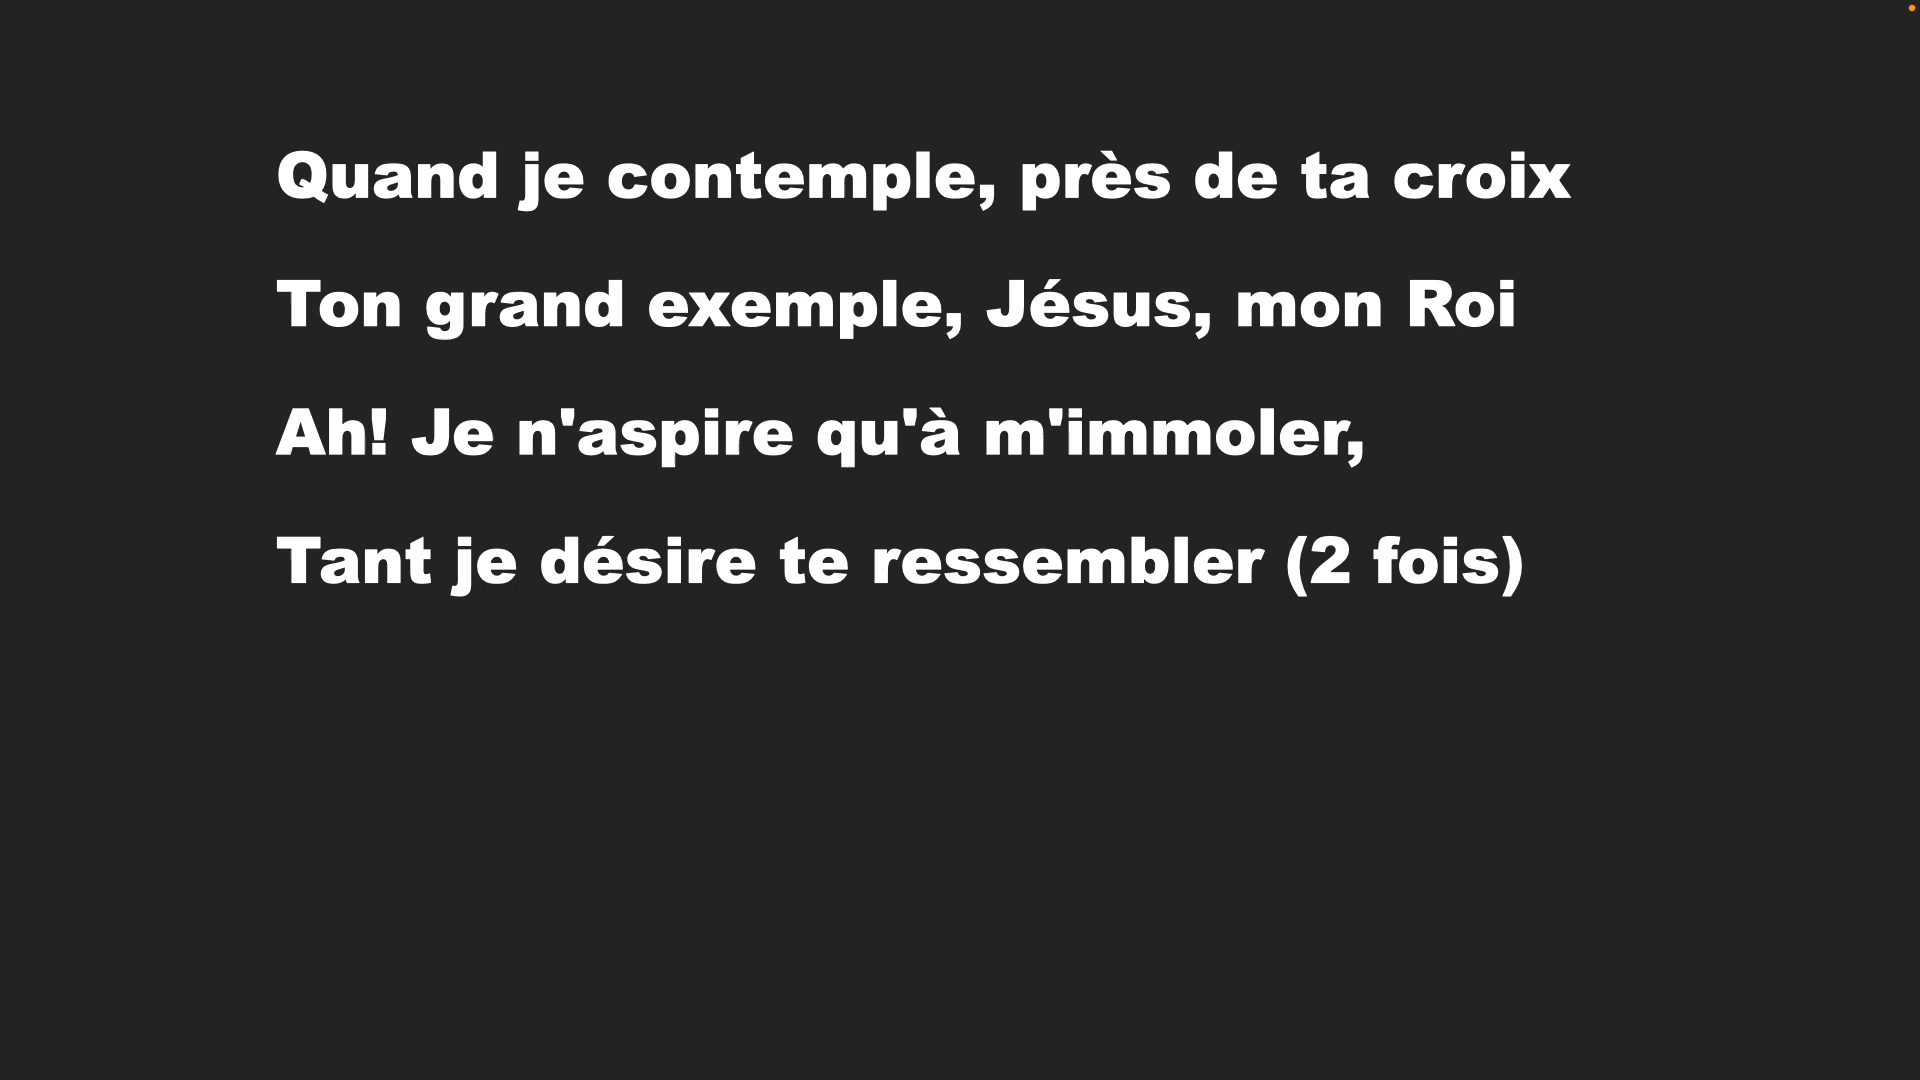 Quand je contemple, près de ta croix
Ton grand exemple, Jésus, mon Roi
Ah! Je n'aspire qu'à m'immoler,
Tant je désire te ressembler (2 fois)